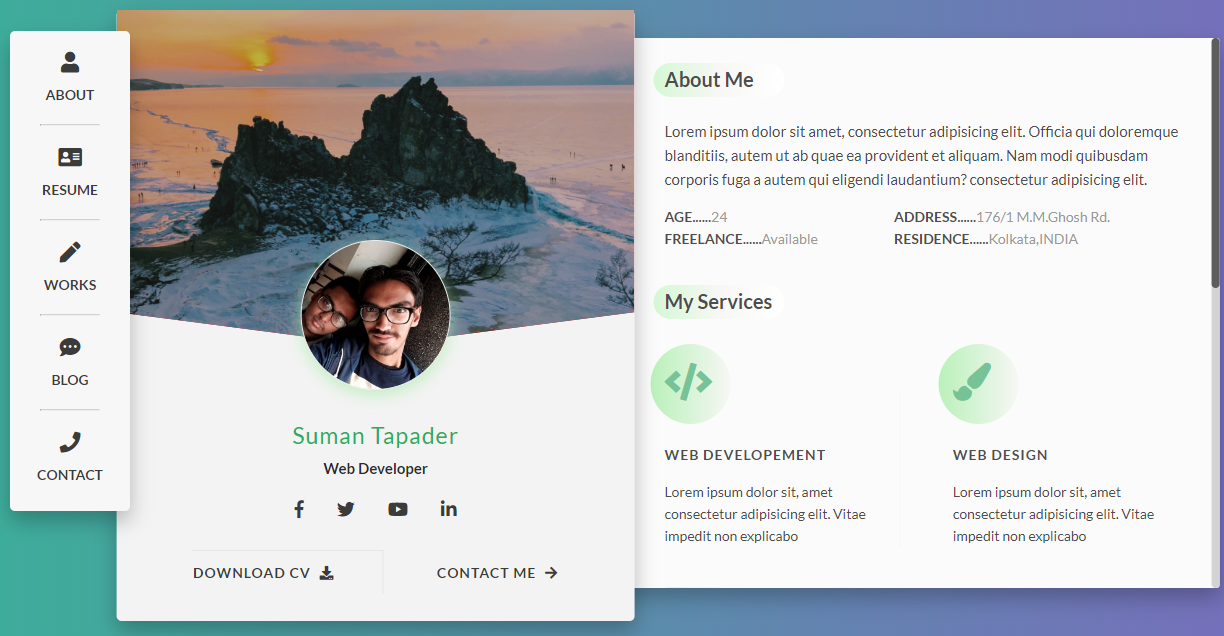 ABOUT
RESUME
WORKS
BLOG
CONTACT
Suman Tapader
Web Developer
DOWNLOAD CV
CONTACT ME
About Me
Lorem ipsum dolor sit amet, consectetur adipisicing elit. Officia qui doloremque
blanditiis, autem ut ab quae ea provident et aliquam. Nam modi quibusdam
corporis fuga a autem qui eligendi laudantium? consectetur adipisicing elit.
AGE......24
ADDRESS......176/1 M.M.Ghosh Rd.
FREELANCE......Available
RESIDENCE......Kolkata,INDIA
My Services
WEB DEVELOPEMENT
Lorem ipsum dolor sit, amet
consectetur adipisicing elit. Vitae
impedit non explicabo
WEB DESIGN
Lorem ipsum dolor sit, amet
consectetur adipisicing elit. Vitae
impedit non explicabo